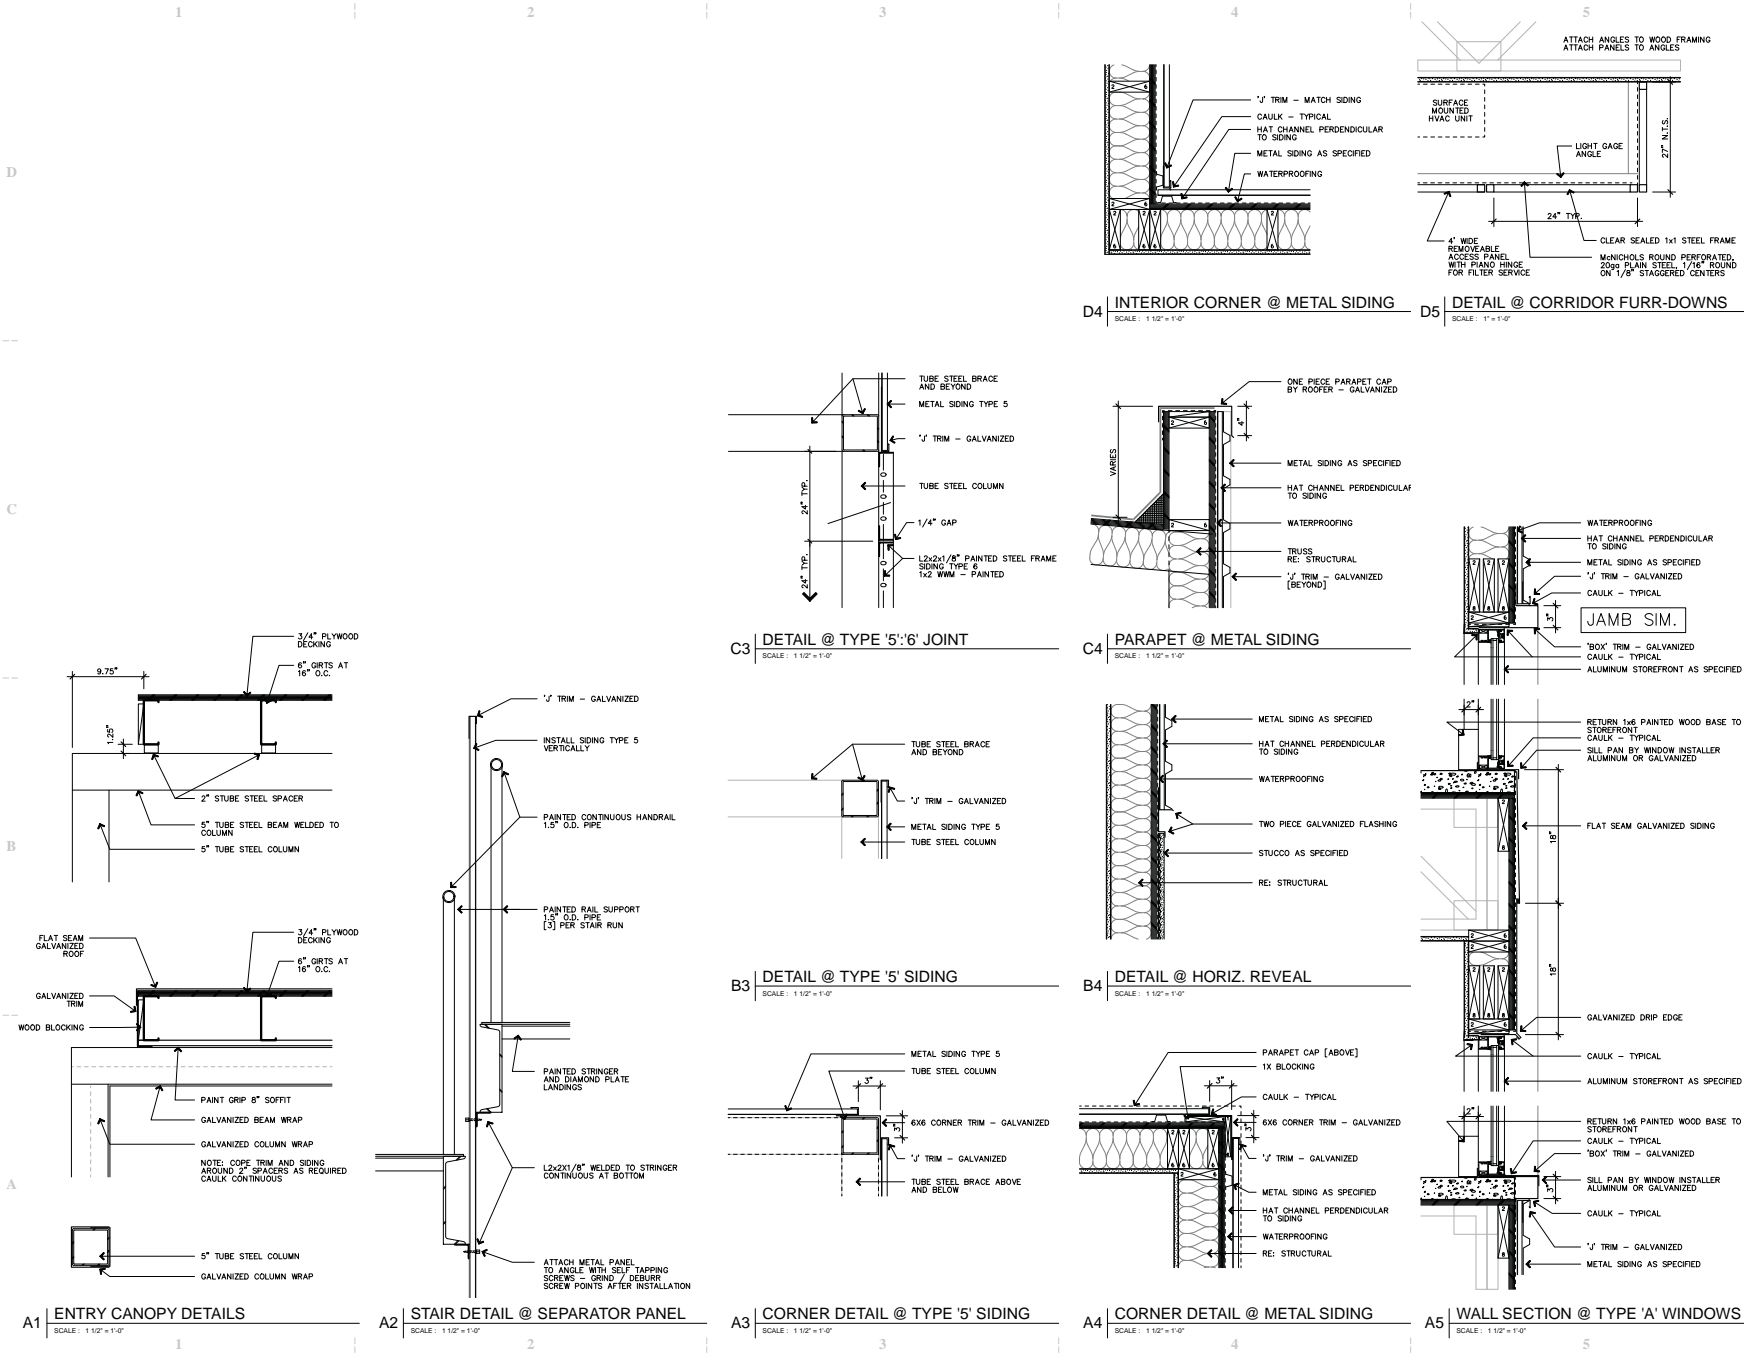 1
2
3
4
5
D
'J' TRIM – MATCH SIDING
CAULK – TYPICAL
HAT CHANNEL PERDENDICULAR
TO SIDING
METAL SIDING AS SPECIFIED
WATERPROOFING
2 6
D4
INTERIOR CORNER @ METAL SIDING
SCALE : 1 1/2" = 1'-0"
ATTACH ANGLES TO WOOD FRAMING
ATTACH PANELS TO ANGLES
SURFACE
MOUNTED
HVAC UNIT
LIGHT GAGE
ANGLE
27" N.T.S.
24" TYP.
4' WIDE
REMOVEABLE
ACCESS PANEL
WITH PIANO HINGE
FOR FILTER SERVICE
CLEAR SEALED 1x1 STEEL FRAME
McNICHOLS ROUND PERFORATED,
20ga PLAIN STEEL, 1/16" ROUND
ON 1/8" STAGGERED CENTERS
D5
DETAIL @ CORRIDOR FURR-DOWNS
SCALE : 1" = 1'-0"
C
TUBE STEEL BRACE
AND BEYOND
METAL SIDING TYPE 5
'J' TRIM – GALVANIZED
TUBE STEEL COLUMN
24" TYP.
1/4" GAP
24" TYP.
L2x2x1/8" PAINTED STEEL FRAME
SIDING TYPE 6
1x2 WWM – PAINTED
C3
DETAIL @ TYPE '5':'6' JOINT
SCALE : 1 1/2" = 1'-0"
ONE PIECE PARAPET CAP
BY ROOFER – GALVANIZED
4"
VARIES
2 6
METAL SIDING AS SPECIFIED
HAT CHANNEL PERDENDICULAR
TO SIDING
WATERPROOFING
2 6
TRUSS
RE: STRUCTURAL
'J' TRIM – GALVANIZED
[BEYOND]
C4
PARAPET @ METAL SIDING
SCALE : 1 1/2" = 1'-0"
WATERPROOFING
HAT CHANNEL PERDENDICULAR
TO SIDING
METAL SIDING AS SPECIFIED
'J' TRIM – GALVANIZED
CAULK – TYPICAL
3"
JAMB SIM.
'BOX' TRIM – GALVANIZED
CAULK – TYPICAL
ALUMINUM STOREFRONT AS SPECIFIED
2"
RETURN 1x6 PAINTED WOOD BASE TO
STOREFRONT
CAULK – TYPICAL
SILL PAN BY WINDOW INSTALLER
ALUMINUM OR GALVANIZED
18"
FLAT SEAM GALVANIZED SIDING
18"
GALVANIZED DRIP EDGE
CAULK – TYPICAL
ALUMINUM STOREFRONT AS SPECIFIED
2"
RETURN 1x6 PAINTED WOOD BASE TO
STOREFRONT
CAULK – TYPICAL
'BOX' TRIM – GALVANIZED
SILL PAN BY WINDOW INSTALLER
ALUMINUM OR GALVANIZED
3"
CAULK – TYPICAL
'J' TRIM – GALVANIZED
METAL SIDING AS SPECIFIED
A5
WALL SECTION @ TYPE 'A' WINDOWS
SCALE : 1 1/2" = 1'-0"
B
3/4" PLYWOOD
DECKING
6" GIRTS AT
16" O.C.
9.75"
1.25"
2" STUBE STEEL SPACER
5" TUBE STEEL BEAM WELDED TO
COLUMN
5" TUBE STEEL COLUMN
FLAT SEAM
GALVANIZED
ROOF
3/4" PLYWOOD
DECKING
6" GIRTS AT
16" O.C.
GALVANIZED
TRIM
WOOD BLOCKING
PAINT GRIP 8" SOFFIT
GALVANIZED BEAM WRAP
GALVANIZED COLUMN WRAP
NOTE: COPE TRIM AND SIDING
AROUND 2" SPACERS AS REQUIRED
CAULK CONTINUOUS
A
5" TUBE STEEL COLUMN
GALVANIZED COLUMN WRAP
A1
ENTRY CANOPY DETAILS
SCALE : 1 1/2" = 1'-0"
'J' TRIM – GALVANIZED
INSTALL SIDING TYPE 5
VERTICALLY
PAINTED CONTINUOUS HANDRAIL
1.5" O.D. PIPE
PAINTED RAIL SUPPORT
1.5" O.D. PIPE
[3] PER STAIR RUN
PAINTED STRINGER
AND DIAMOND PLATE
LANDINGS
L2x2X1/8" WELDED TO STRINGER
CONTINUOUS AT BOTTOM
ATTACH METAL PANEL
TO ANGLE WITH SELF TAPPING
SCREWS – GRIND / DEBURR
SCREW POINTS AFTER INSTALLATION
A2
STAIR DETAIL @ SEPARATOR PANEL
SCALE : 1 1/2" = 1'-0"
TUBE STEEL BRACE
AND BEYOND
'J' TRIM – GALVANIZED
METAL SIDING TYPE 5
TUBE STEEL COLUMN
B3
DETAIL @ TYPE '5' SIDING
SCALE : 1 1/2" = 1'-0"
METAL SIDING AS SPECIFIED
HAT CHANNEL PERDENDICULAR
TO SIDING
WATERPROOFING
TWO PIECE GALVANIZED FLASHING
STUCCO AS SPECIFIED
RE: STRUCTURAL
B4
DETAIL @ HORIZ. REVEAL
SCALE : 1 1/2" = 1'-0"
METAL SIDING TYPE 5
TUBE STEEL COLUMN
3"
6X6 CORNER TRIM – GALVANIZED
3"
'J' TRIM – GALVANIZED
TUBE STEEL BRACE ABOVE
AND BELOW
A3
CORNER DETAIL @ TYPE '5' SIDING
SCALE : 1 1/2" = 1'-0"
PARAPET CAP [ABOVE]
1X BLOCKING
3"
CAULK – TYPICAL
6X6 CORNER TRIM – GALVANIZED
3"
'J' TRIM – GALVANIZED
METAL SIDING AS SPECIFIED
HAT CHANNEL PERDENDICULAR
TO SIDING
WATERPROOFING
RE: STRUCTURAL
A4
CORNER DETAIL @ METAL SIDING
SCALE : 1 1/2" = 1'-0"
1
2
3
4
5